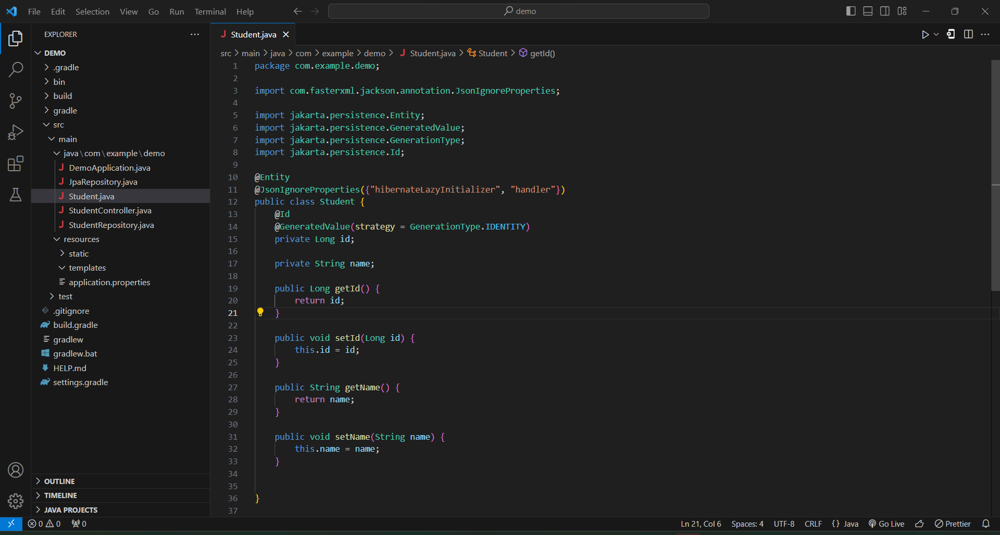 File Edit Selection View Go Run Terminal Help
demo
EXPLORER
DEMO
.gradle
bin
build
gradle
src
main
java\com\example\demo
DemoApplication.java
JpaRepository.java
Student.java
StudentController.java
StudentRepository.java
resources
static
templates
application.properties
test
.gitignore
build.gradle
gradlew
gradlew.bat
HELP.md
settings.gradle
OUTLINE
TIMELINE
JAVA PROJECTS
Student.java
src > main > java > com > example > demo > Student.java > Student > getId()
1 package com.example.demo;
2
3 import com.fasterxml.jackson.annotation.JsonIgnoreProperties;
4
5 import jakarta.persistence.Entity;
6 import jakarta.persistence.GeneratedValue;
7 import jakarta.persistence.GenerationType;
8 import jakarta.persistence.Id;
9
10 @Entity
11 @JsonIgnoreProperties({"hibernateLazyInitializer", "handler"})
12 public class Student {
13 @Id
14 @GeneratedValue(strategy = GenerationType.IDENTITY)
15 private Long id;
16
17 private String name;
18
19 public Long getId() {
20 return id;
21 }
22
23 public void setId(Long id) {
24 this.id = id;
25 }
26
27 public String getName() {
28 return name;
29 }
30
31 public void setName(String name) {
32 this.name = name;
33 }
34
35
36 }
37
0 0 0 Ln 21, Col 6 Spaces: 4 UTF-8 CRLF {} Java Go Live Prettier